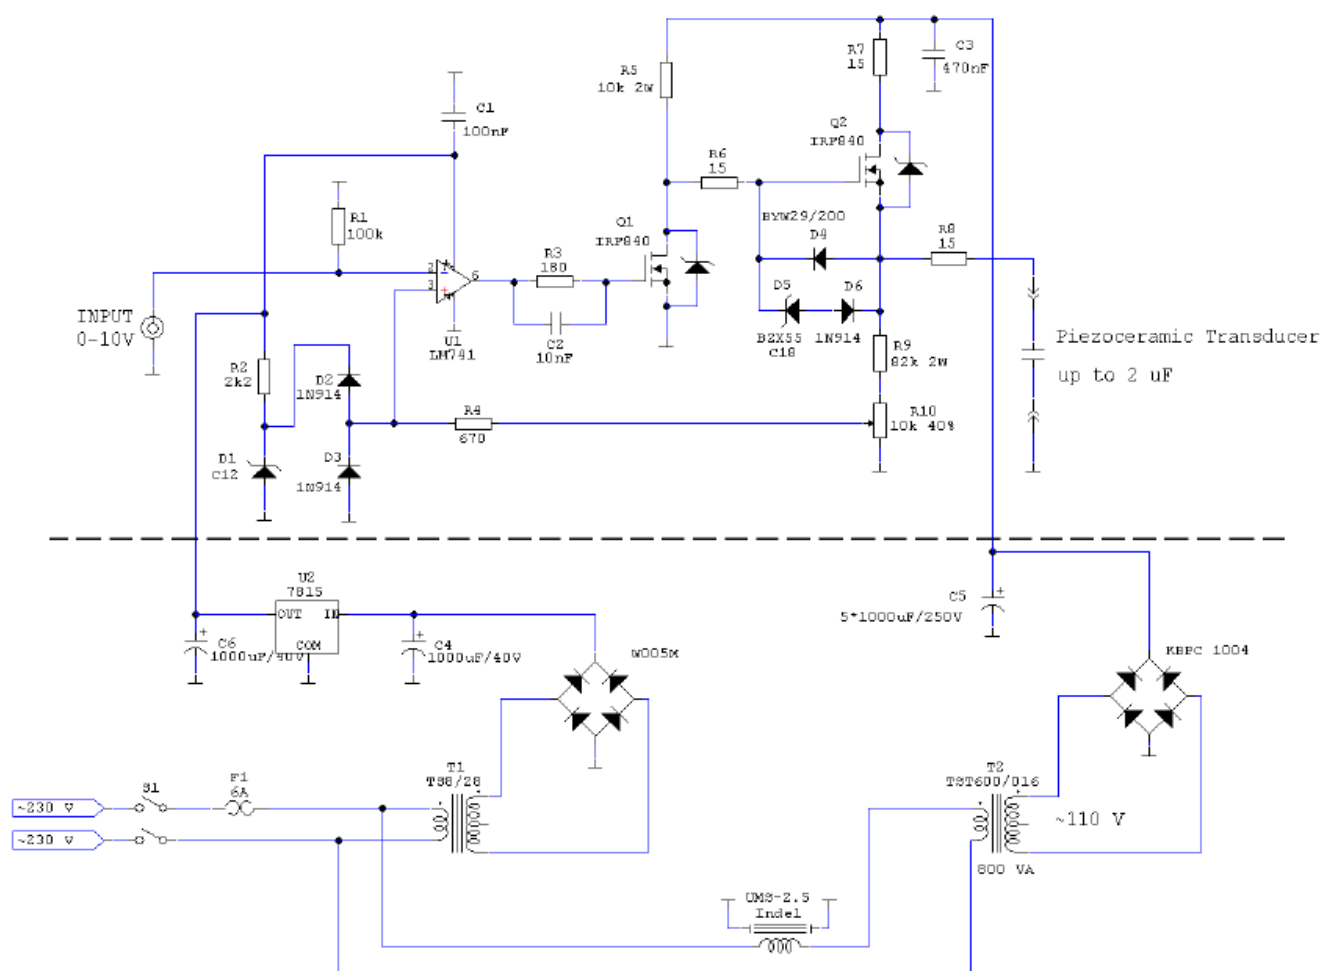 R7
15
C3
470nF
R5
10k 2W
C1
100nF
Q2
IRF840
R6
15
R1
100k
Q1
IRF840
BYW29/200
D4
R8
15
R3
180
2
3
6
INPUT
0-10V
U1
LM741
C2
10nF
D5
D6
BZX55
C18
1N914
R9
82k 2W
Piezoceramic Transducer
up to 2 uF
R2
2k2
D2
1N914
R4
670
R10
10k 40%
D1
C12
D3
1N914
U2
7815
OUT
IN
COM
C6
1000uF/40V
C4
1000uF/40V
W005M
C5
5*1000uF/250V
KBPC 1004
~230 V
S1
F1
6A
T1
TS8/28
T2
TST600/016
~110 V
~230 V
800 VA
UMS-2.5
Indel